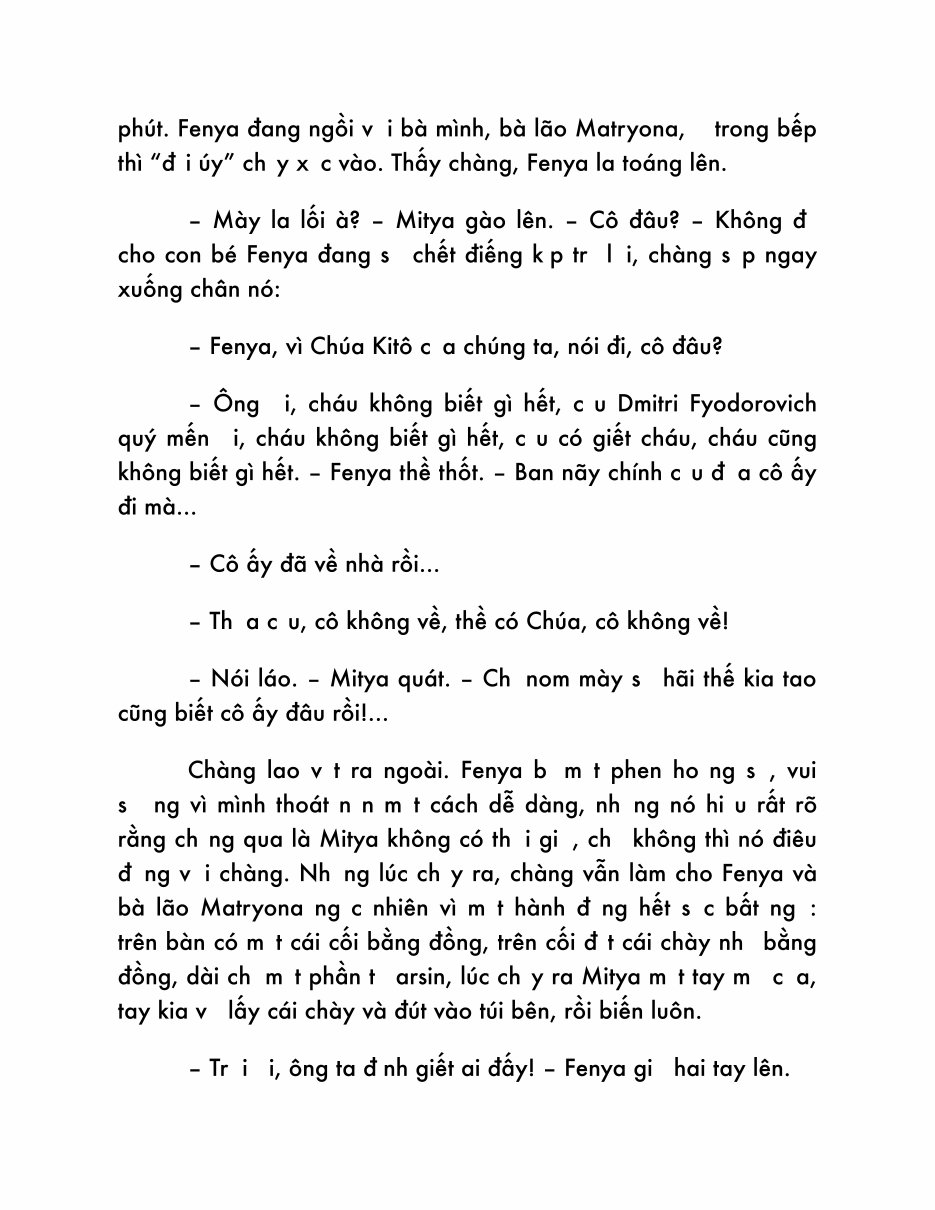 phút. Fenya đang ngồi v i bà mình, bà lão Matryona, trong bếp
thì “đ i úy” ch y x c vào. Thấy chàng, Fenya la toáng lên.
– Mày la lối à? – Mitya gào lên. – Cô đâu? – Không đ
cho con bé Fenya đang s chết điếng k p tr l i, chàng s p ngay
xuống chân nó:
– Fenya, vì Chúa Kitô c a chúng ta, nói đi, cô đâu?
– Ông i, cháu không biết gì hết, c u Dmitri Fyodorovich
quý mến i, cháu không biết gì hết, c u có giết cháu, cháu cũng
không biết gì hết. – Fenya thề thốt. – Ban nãy chính c u đ a cô ấy
đi mà...
– Cô ấy đã về nhà rồi...
– Th a c u, cô không về, thề có Chúa, cô không về!
– Nói láo. – Mitya quát. – Ch nom mày s hãi thế kia tao
cũng biết cô ấy đâu rồi!...
Chàng lao v t ra ngoài. Fenya b m t phen ho ng s , vui
s ng vì mình thoát n n m t cách dễ dàng, nh ng nó hi u rất rõ
rằng ch ng qua là Mitya không có th i gi , ch không thì nó điêu
đ ng v i chàng. Nh ng lúc ch y ra, chàng vẫn làm cho Fenya và
bà lão Matryona ng c nhiên vì m t hành đ ng hết s c bất ng :
trên bàn có m t cái cối bằng đồng, trên cối đ t cái chày nh bằng
đồng, dài ch m t phần t arsin, lúc ch y ra Mitya m t tay m c a,
tay kia v lấy cái chày và đút vào túi bên, rồi biến luôn.
– Tr i i, ông ta đ nh giết ai đấy! – Fenya gi hai tay lên.